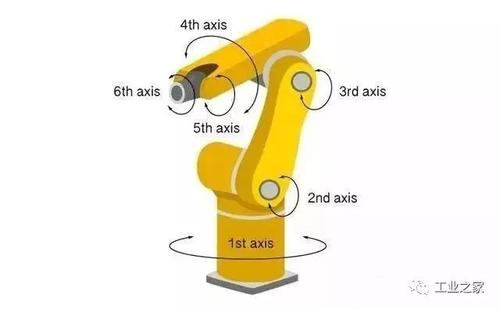 4th axis
6th axis
3rd axis
5th axis
2nd axis
1st axis
工业之家